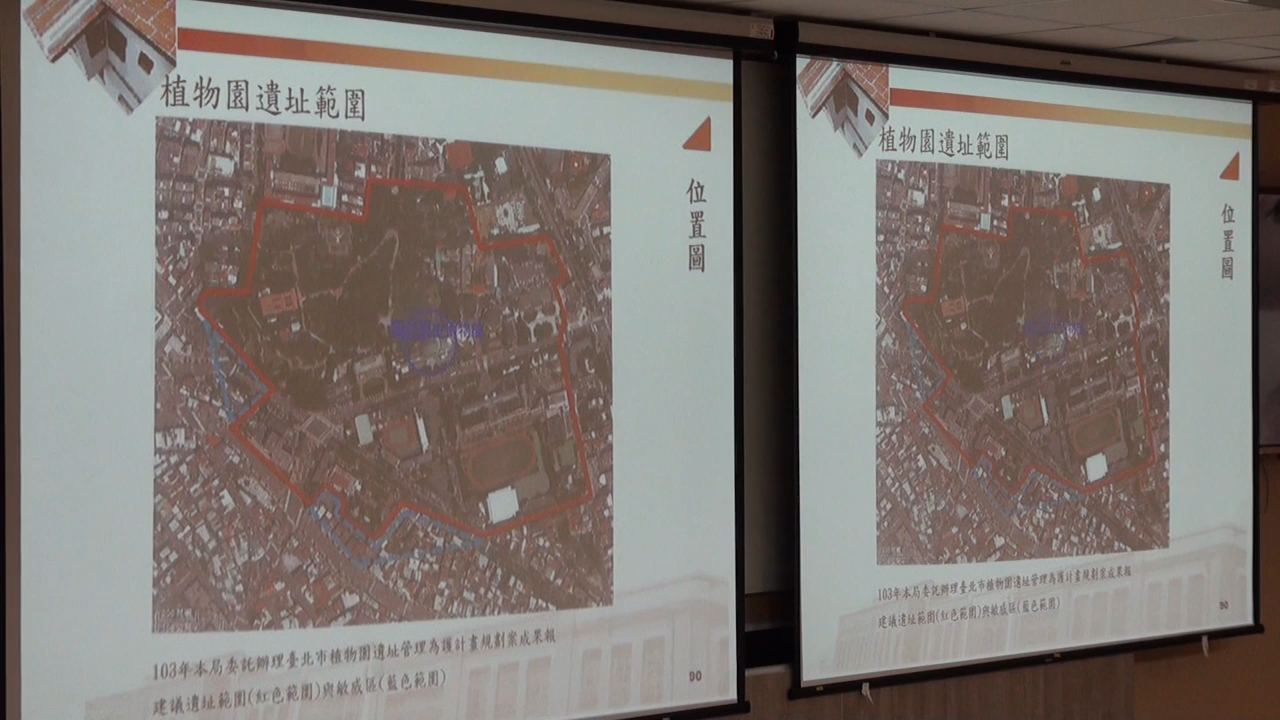 植物園遺址範圍
位置圖
103年本局委託辦理臺北市植物園遺址管理為護計畫規劃案成果報
建議遺址範圍(紅色範圍)與敏感區(藍色範圍)
90
植物園遺址範圍
位置圖
103年本局委託辦理臺北市植物園遺址管理為護計畫規劃案成果報
建議遺址範圍(紅色範圍)與敏感區(藍色範圍)
90